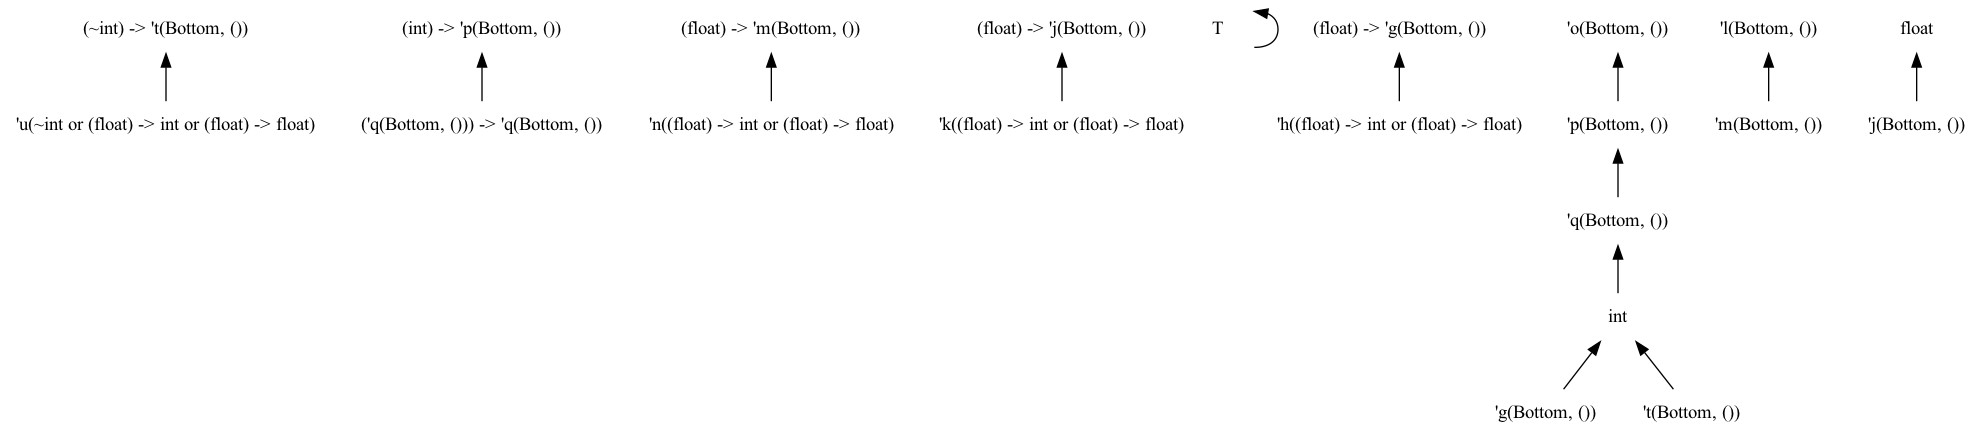 (~int) -> 't(Bottom, ())
(int) -> 'p(Bottom, ())
(float) -> 'm(Bottom, ())
(float) -> 'j(Bottom, ())
T
(float) -> 'g(Bottom, ())
'o(Bottom, ())
'l(Bottom, ())
float
'u(~int or (float) -> int or (float) -> float)
('q(Bottom, ())) -> 'q(Bottom, ())
'n((float) -> int or (float) -> float)
'k((float) -> int or (float) -> float)
'h((float) -> int or (float) -> float)
'p(Bottom, ())
'm(Bottom, ())
'j(Bottom, ())
'q(Bottom, ())
int
'g(Bottom, ())
't(Bottom, ())